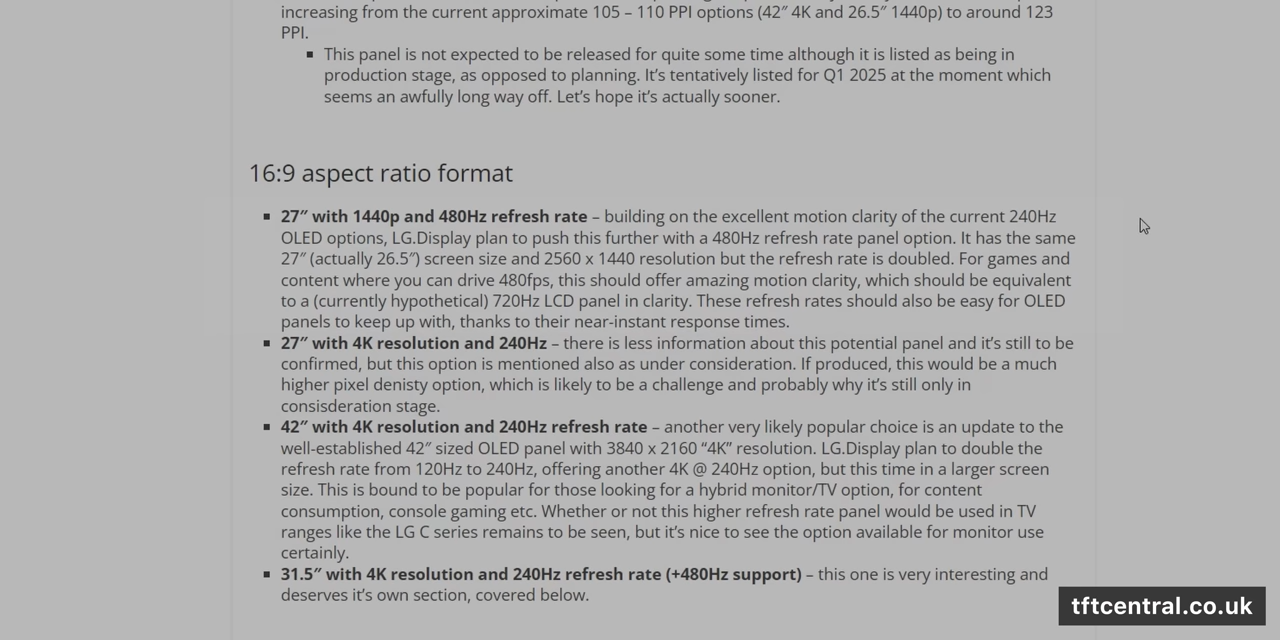 increasing from the current approximate 105 – 110 PPI options (42″ 4K and 26.5″ 1440p) to around 123
PPI.
▪ This panel is not expected to be released for quite some time although it is listed as being in
production stage, as opposed to planning. It’s tentatively listed for Q1 2025 at the moment which
seems an awfully long way off. Let’s hope it’s actually sooner.
16:9 aspect ratio format
▪ 27″ with 1440p and 480Hz refresh rate – building on the excellent motion clarity of the current 240Hz
OLED options, LG.Display plan to push this further with a 480Hz refresh rate panel option. It has the same
27″ (actually 26.5″) screen size and 2560 x 1440 resolution but the refresh rate is doubled. For games and
content where you can drive 480fps, this should offer amazing motion clarity, which should be equivalent
to a (currently hypothetical) 720Hz LCD panel in clarity. These refresh rates should also be easy for OLED
panels to keep up with, thanks to their near-instant response times.
▪ 27″ with 4K resolution and 240Hz – there is less information about this potential panel and it’s still to be
confirmed, but this option is mentioned also as under consideration. If produced, this would be a much
higher pixel denisty option, which is likely to be a challenge and probably why it’s still only in
consisderation stage.
▪ 42″ with 4K resolution and 240Hz refresh rate – another very likely popular choice is an update to the
well-established 42″ sized OLED panel with 3840 x 2160 “4K” resolution. LG.Display plan to double the
refresh rate from 120Hz to 240Hz, offering another 4K @ 240Hz option, but this time in a larger screen
size. This is bound to be popular for those looking for a hybrid monitor/TV option, for content
consumption, console gaming etc. Whether or not this higher refresh rate panel would be used in TV
ranges like the LG C series remains to be seen, but it’s nice to see the option available for monitor use
certainly.
▪ 31.5″ with 4K resolution and 240Hz refresh rate (+480Hz support) – this one is very interesting and
deserves it’s own section, covered below.
tftcentral.co.uk